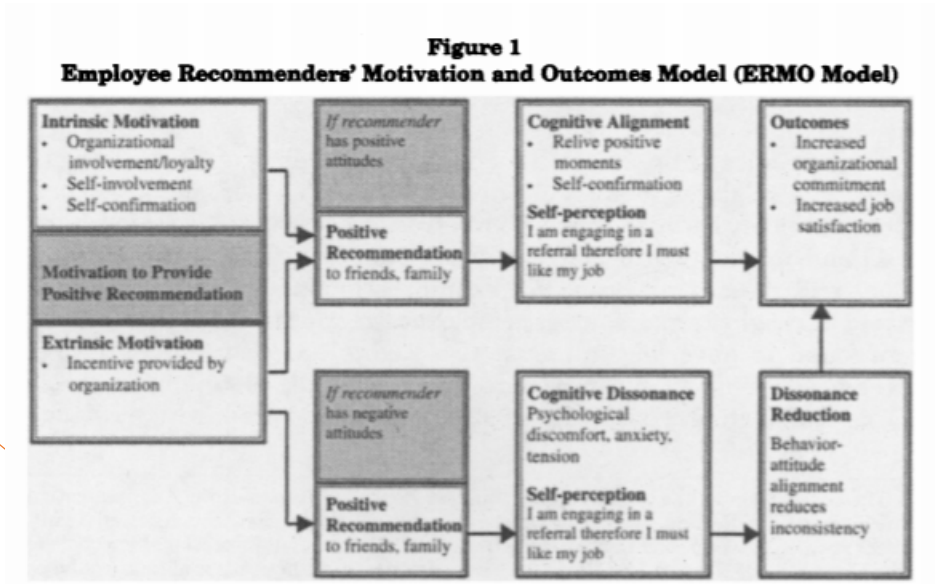 Figure 1
Employee Recommenders' Motivation and Outcomes Model (ERMO Model)
Intrinsic Motivation
• Organizational
involvement/loyalty
• Self-involvement
• Self-confirmation
Motivation to Provide
Positive Recommendation
Extrinsic Motivation
• Incentive provided by
organization
If recommender
has positive
attitudes
Positive
Recommendation
to friends, family
If recommender
has negative
attitudes
Positive
Recommendation
to friends, family
Cognitive Alignment
• Relive positive
moments
• Self-confirmation
Self-perception
I am engaging in a
referral therefore I must
like my job
Cognitive Dissonance
Psychological
discomfort, anxiety,
tension
Self-perception
I am engaging in a
referral therefore I must
like my job
Outcomes
• Increased
organizational
commitment
• Increased job
satisfaction
Dissonance
Reduction
Behavior-
attitude
alignment
reduces
inconsistency